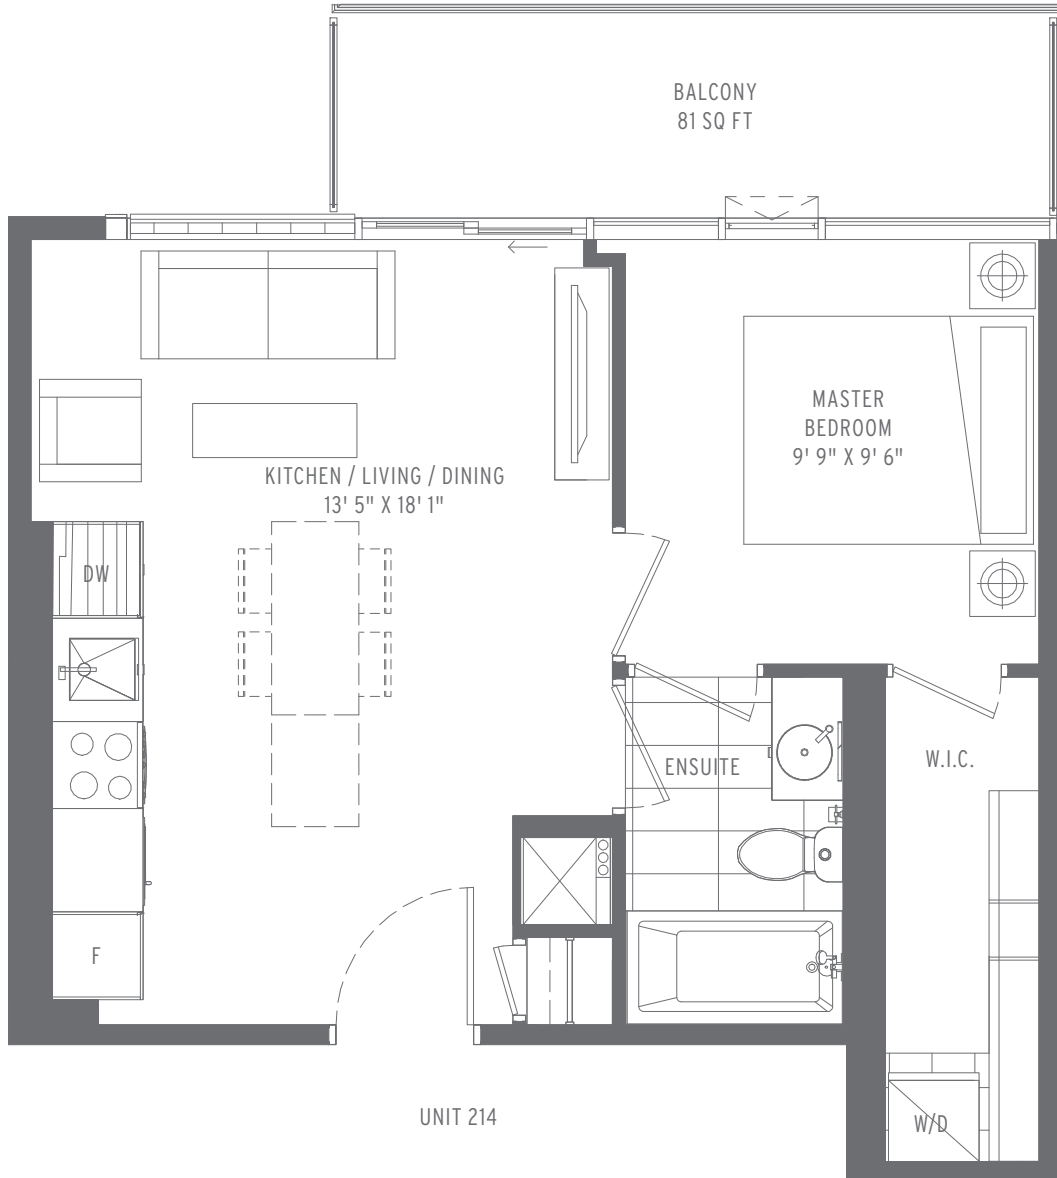 BALCONY
81 SQ FT
MASTER
BEDROOM
9' 9" X 9' 6"
KITCHEN / LIVING / DINING
13' 5" X 18' 1"
DW
ENSUITE
W.I.C.
F
UNIT 214
W/D